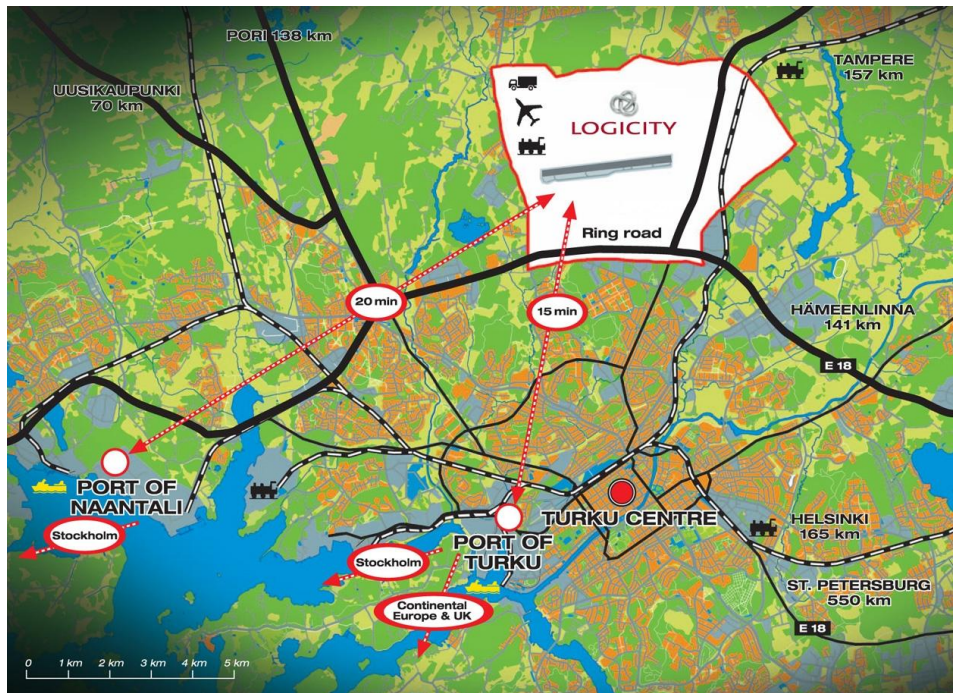 PORI 138 km
UUSIKAUPUNKI
70 km
TAMPERE
157 km
LOGICITY
Ring road
20 min
15 min
HÄMEENLINNA
141 km
E 18
PORT OF
NAANTALI
Stockholm
TURKU CENTRE
PORT OF
TURKU
Stockholm
Continental
Europe & UK
HELSINKI
165 km
ST. PETERSBURG
550 km
E 18
0 1 km 2 km 3 km 4 km 5 km